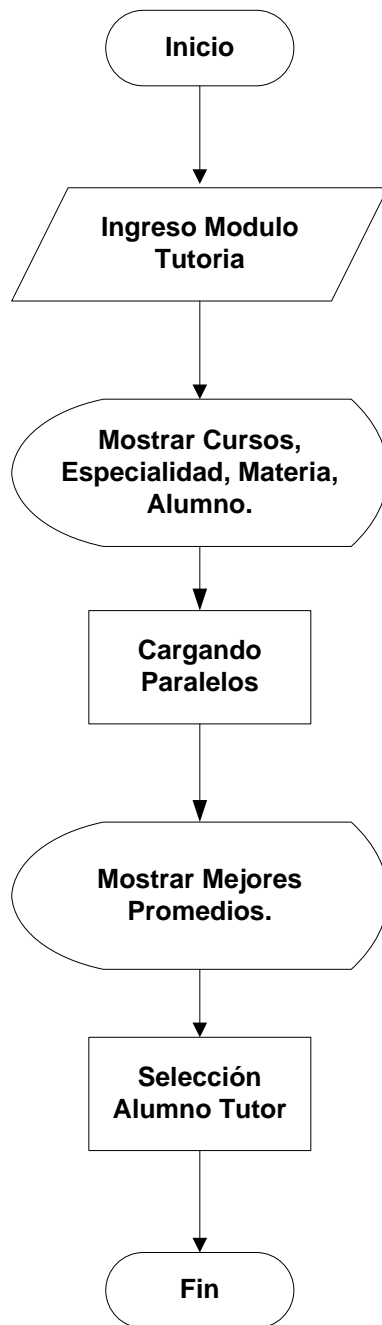 Inicio
Ingreso Modulo
Tutoria
Mostrar Cursos,
Especialidad, Materia,
Alumno.
Cargando
Paralelos
Mostrar Mejores
Promedios.
Selección
Alumno Tutor
Fin